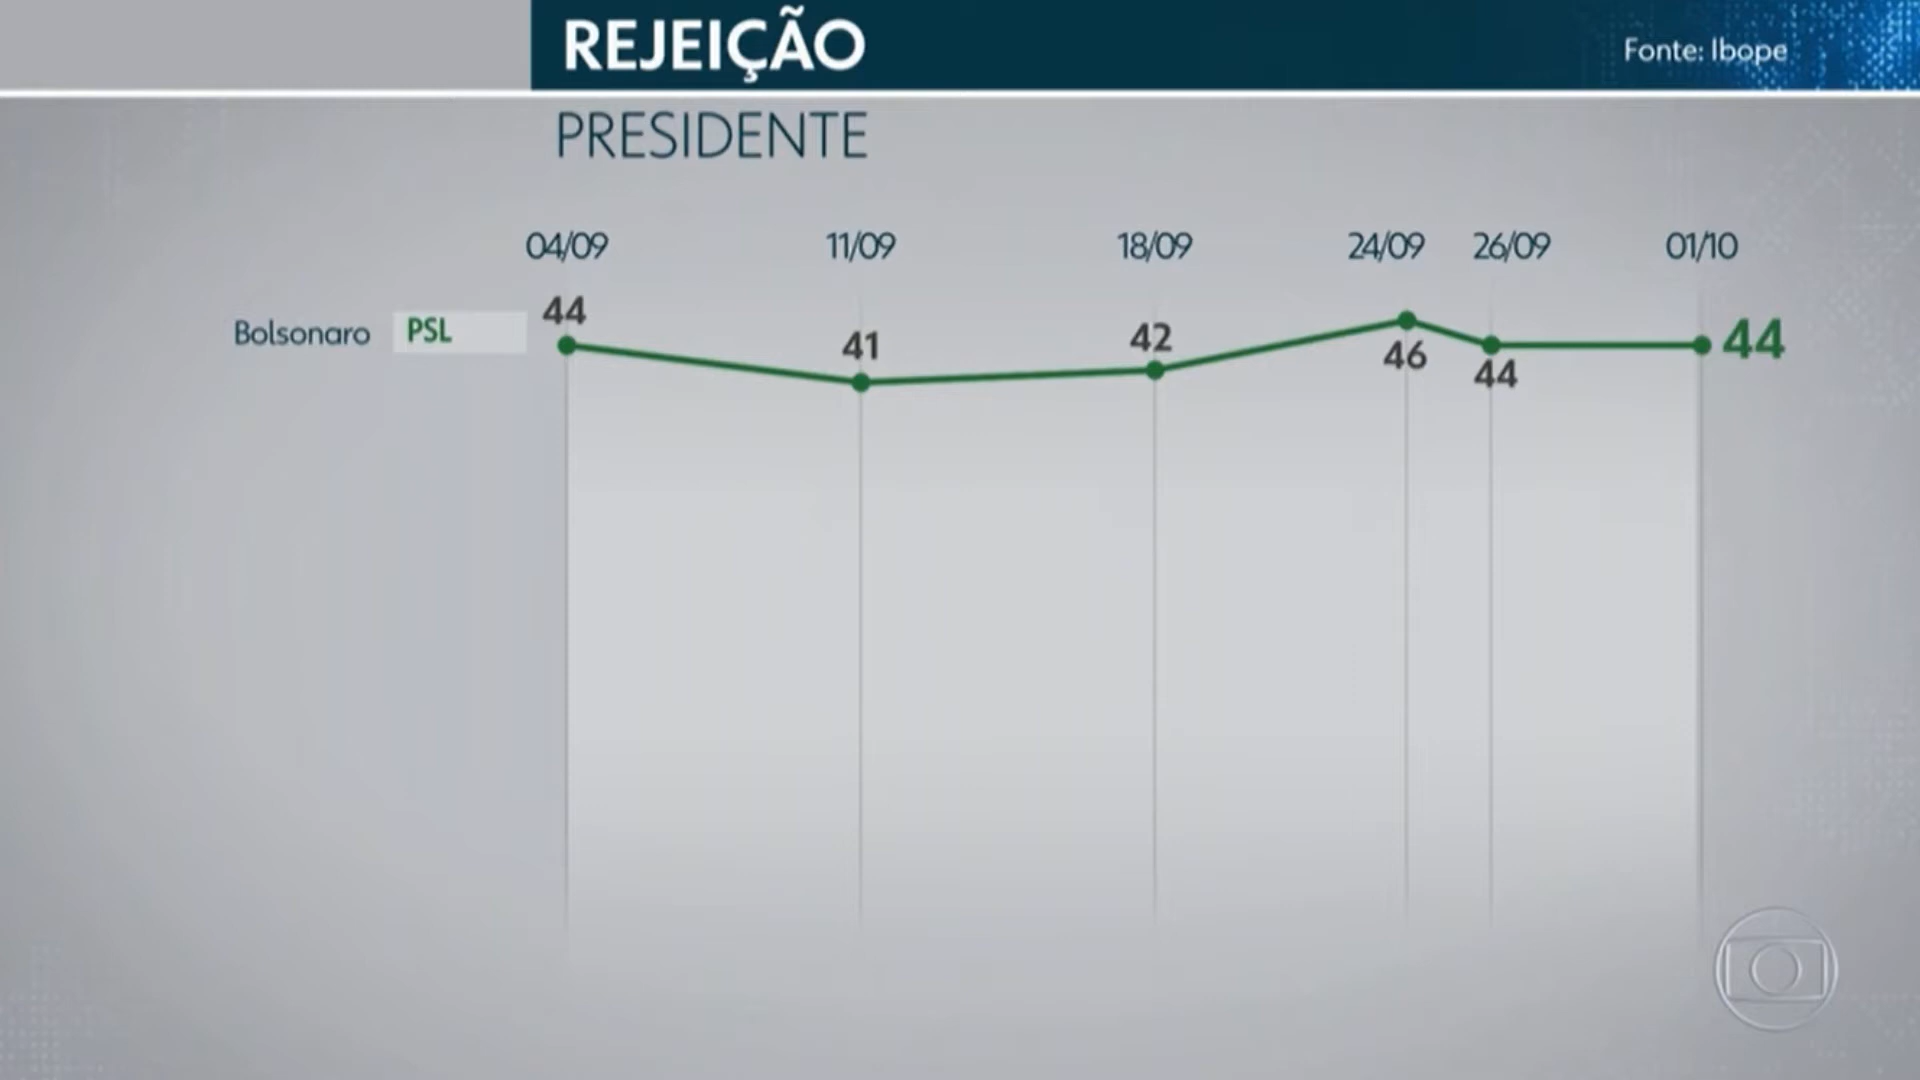 REJEIÇÃO
Fonte: Ibope
PRESIDENTE
04/09 11/09 18/09 24/09 26/09 01/10
Bolsonaro PSL 44 41 42 46 44 44